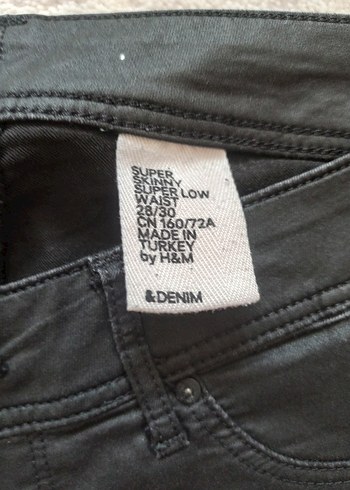 SUPER
SKINNY
SUPER LOW
WAIST
28/30
CN 160/72A
MADE IN
TURKEY
by H&M
&DENIM